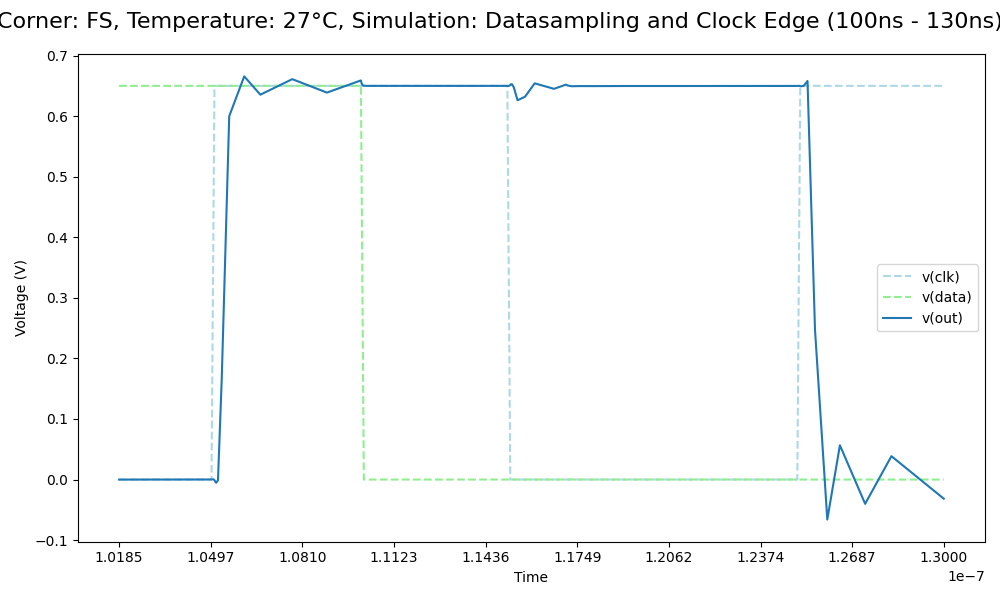 Corner: FS, Temperature: 27°C, Simulation: Datasampling and Clock Edge (100ns - 130ns)
0.7
0.6
0.5
0.4
0.3
0.2
0.1
0.0
−0.1
Voltage (V)
v(clk)
v(data)
v(out)
1.0185 1.0497 1.0810 1.1123 1.1436 1.1749 1.2062 1.2374 1.2687 1.3000
Time
1e−7